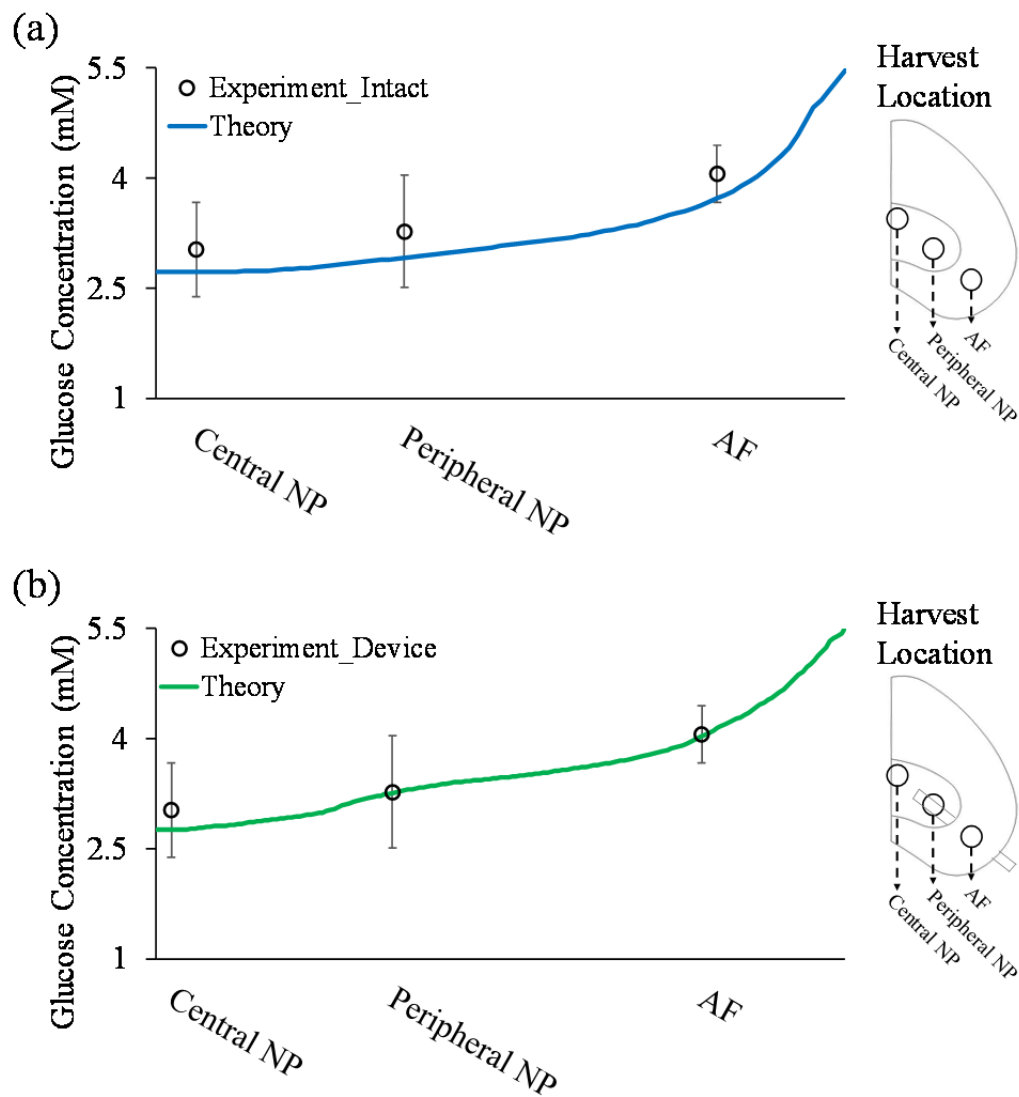 (a)
Glucose Concentration (mM)
5.5
4
2.5
1
Experiment_Intact
Theory
Central NP
Peripheral NP
AF
Harvest
Location
Central NP
Peripheral NP
AF
(b)
Glucose Concentration (mM)
5.5
4
2.5
1
Experiment_Device
Theory
Central NP
Peripheral NP
AF
Harvest
Location
Central NP
Peripheral NP
AF